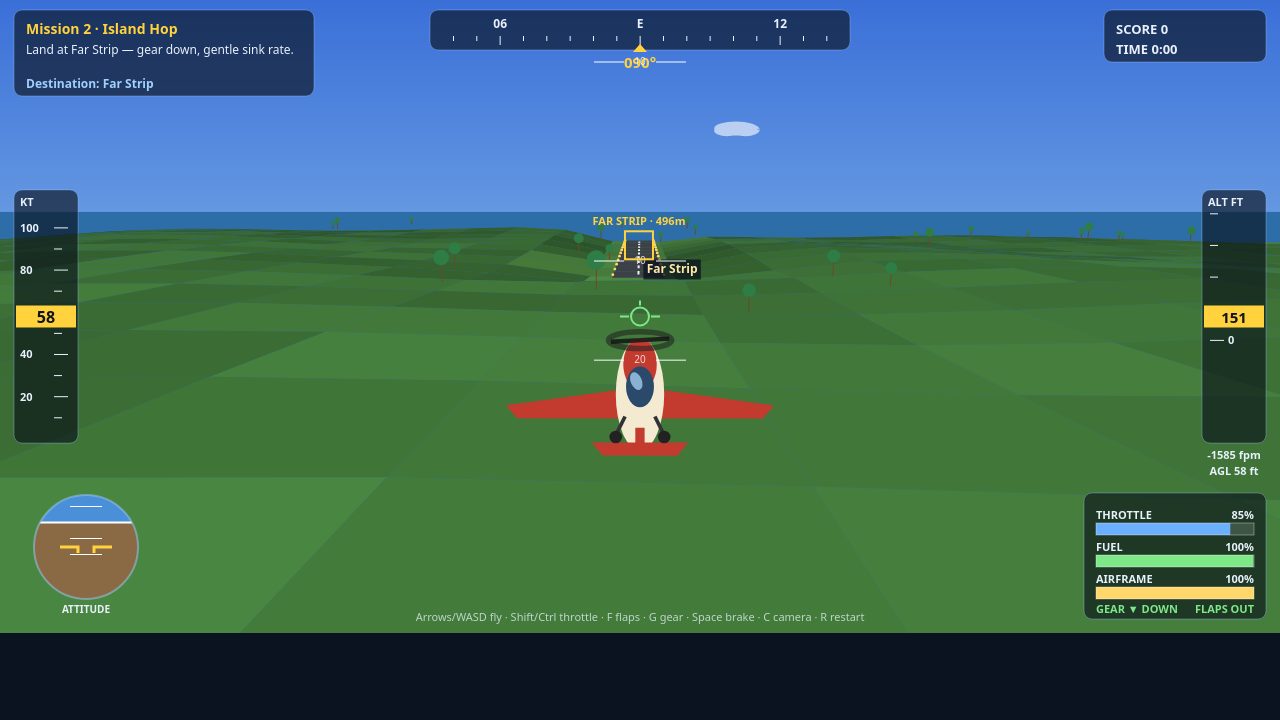 Mission 2 · Island Hop
Land at Far Strip — gear down, gentle sink rate.
Destination: Far Strip
06 E 12
090°
SCORE 0
TIME 0:00
KT
100
80
58
40
20
FAR STRIP · 496m
Far Strip
20
ALT FT
151
0
-1585 fpm
AGL 58 ft
ATTITUDE
THROTTLE 85%
FUEL 100%
AIRFRAME 100%
GEAR ▼ DOWN FLAPS OUT
Arrows/WASD fly · Shift/Ctrl throttle · F flaps · G gear · Space brake · C camera · R restart